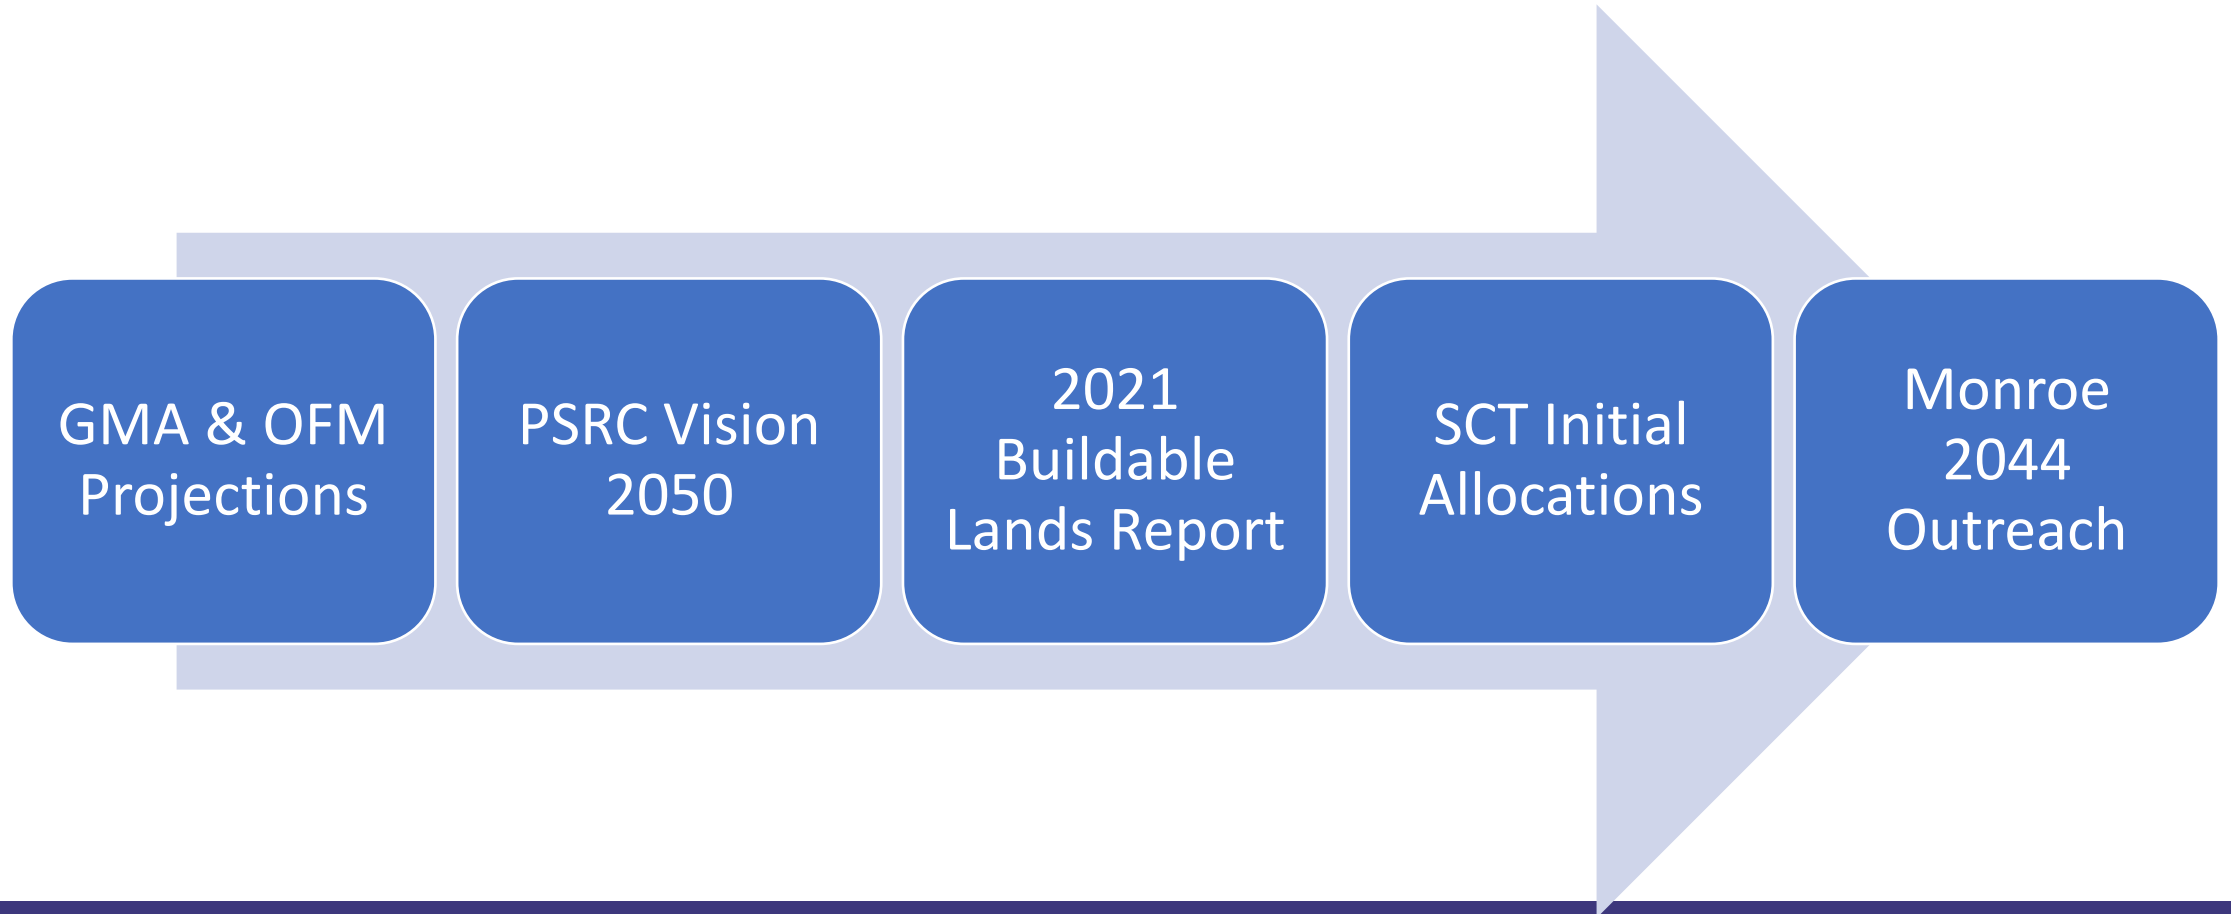 GMA & OFM
Projections
PSRC Vision
2050
2021
Buildable
Lands Report
SCT Initial
Allocations
Monroe
2044
Outreach